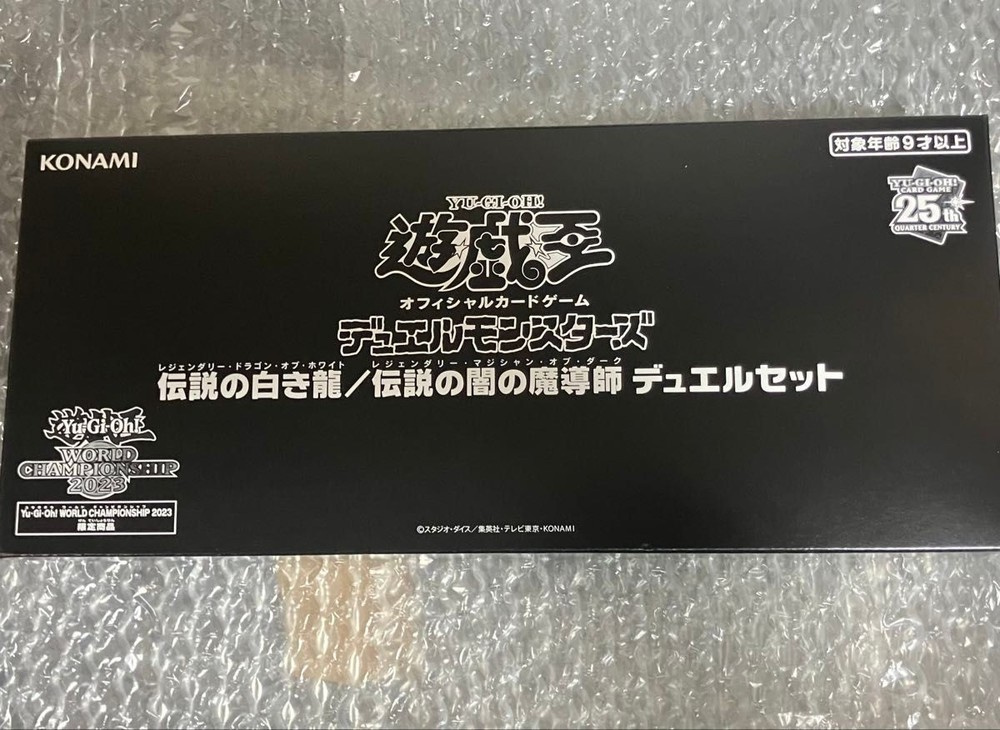 KONAMI
対象年齢9才以上
YU-GI-OH!
CARD GAME
25th
QUARTER CENTURY
YU-GI-OH!
遊戯王
オフィシャルカードゲーム
デュエルモンスターズ
レジェンダリー・ドラゴン・オブ・ホワイト レジェンダリー・マジシャン・オブ・ダーク
伝説の白き龍/伝説の闇の魔導師 デュエルセット
Yu-Gi-Oh!
WORLD
CHAMPIONSHIP
2023
Yu-Gi-Oh! WORLD CHAMPIONSHIP 2023
限定商品
©スタジオ・ダイス/集英社・テレビ東京・KONAMI